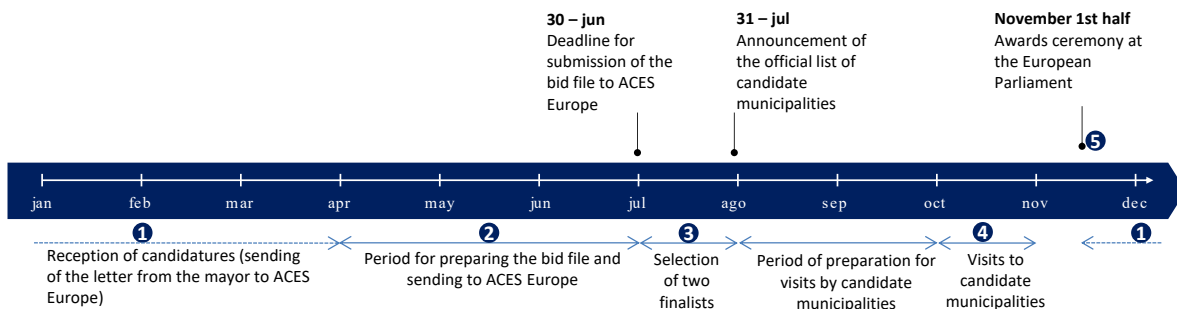 30 – jun
Deadline for
submission of the
bid file to ACES
Europe
31 – jul
Announcement of
the official list of
candidate
municipalities
November 1st half
Awards ceremony at
the European
Parliament
5
jan feb mar apr may jun jul ago sep oct nov dec
1 2 3 4 1
Reception of candidatures (sending
of the letter from the mayor to ACES
Europe)
Period for preparing the bid file and
sending to ACES Europe
Selection
of two
finalists
Period of preparation for
visits by candidate
municipalities
Visits to
candidate
municipalities